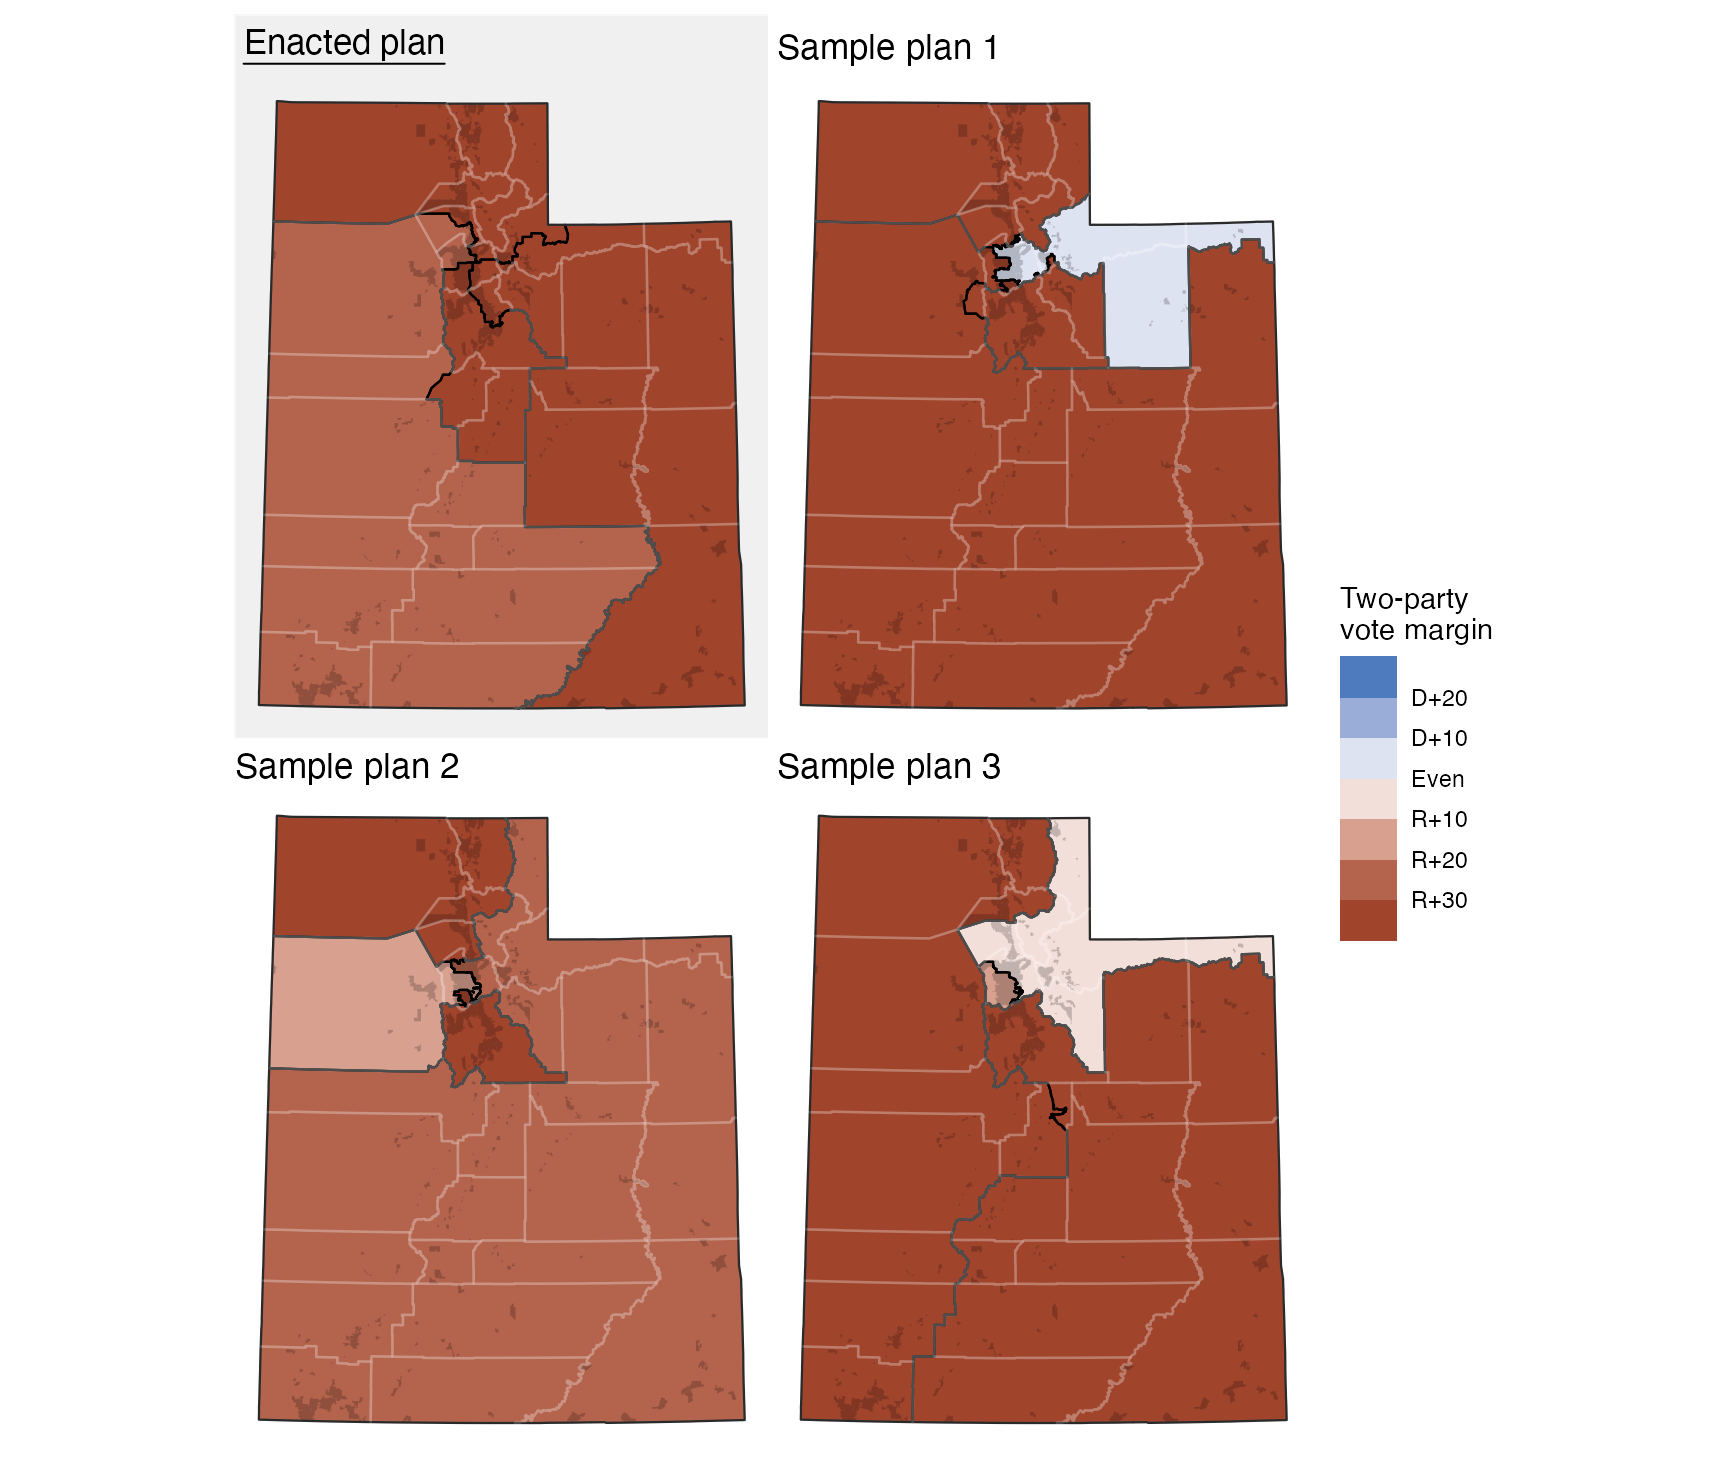 Enacted plan
Sample plan 1
Sample plan 2
Sample plan 3
Two-party
vote margin
D+20
D+10
Even
R+10
R+20
R+30